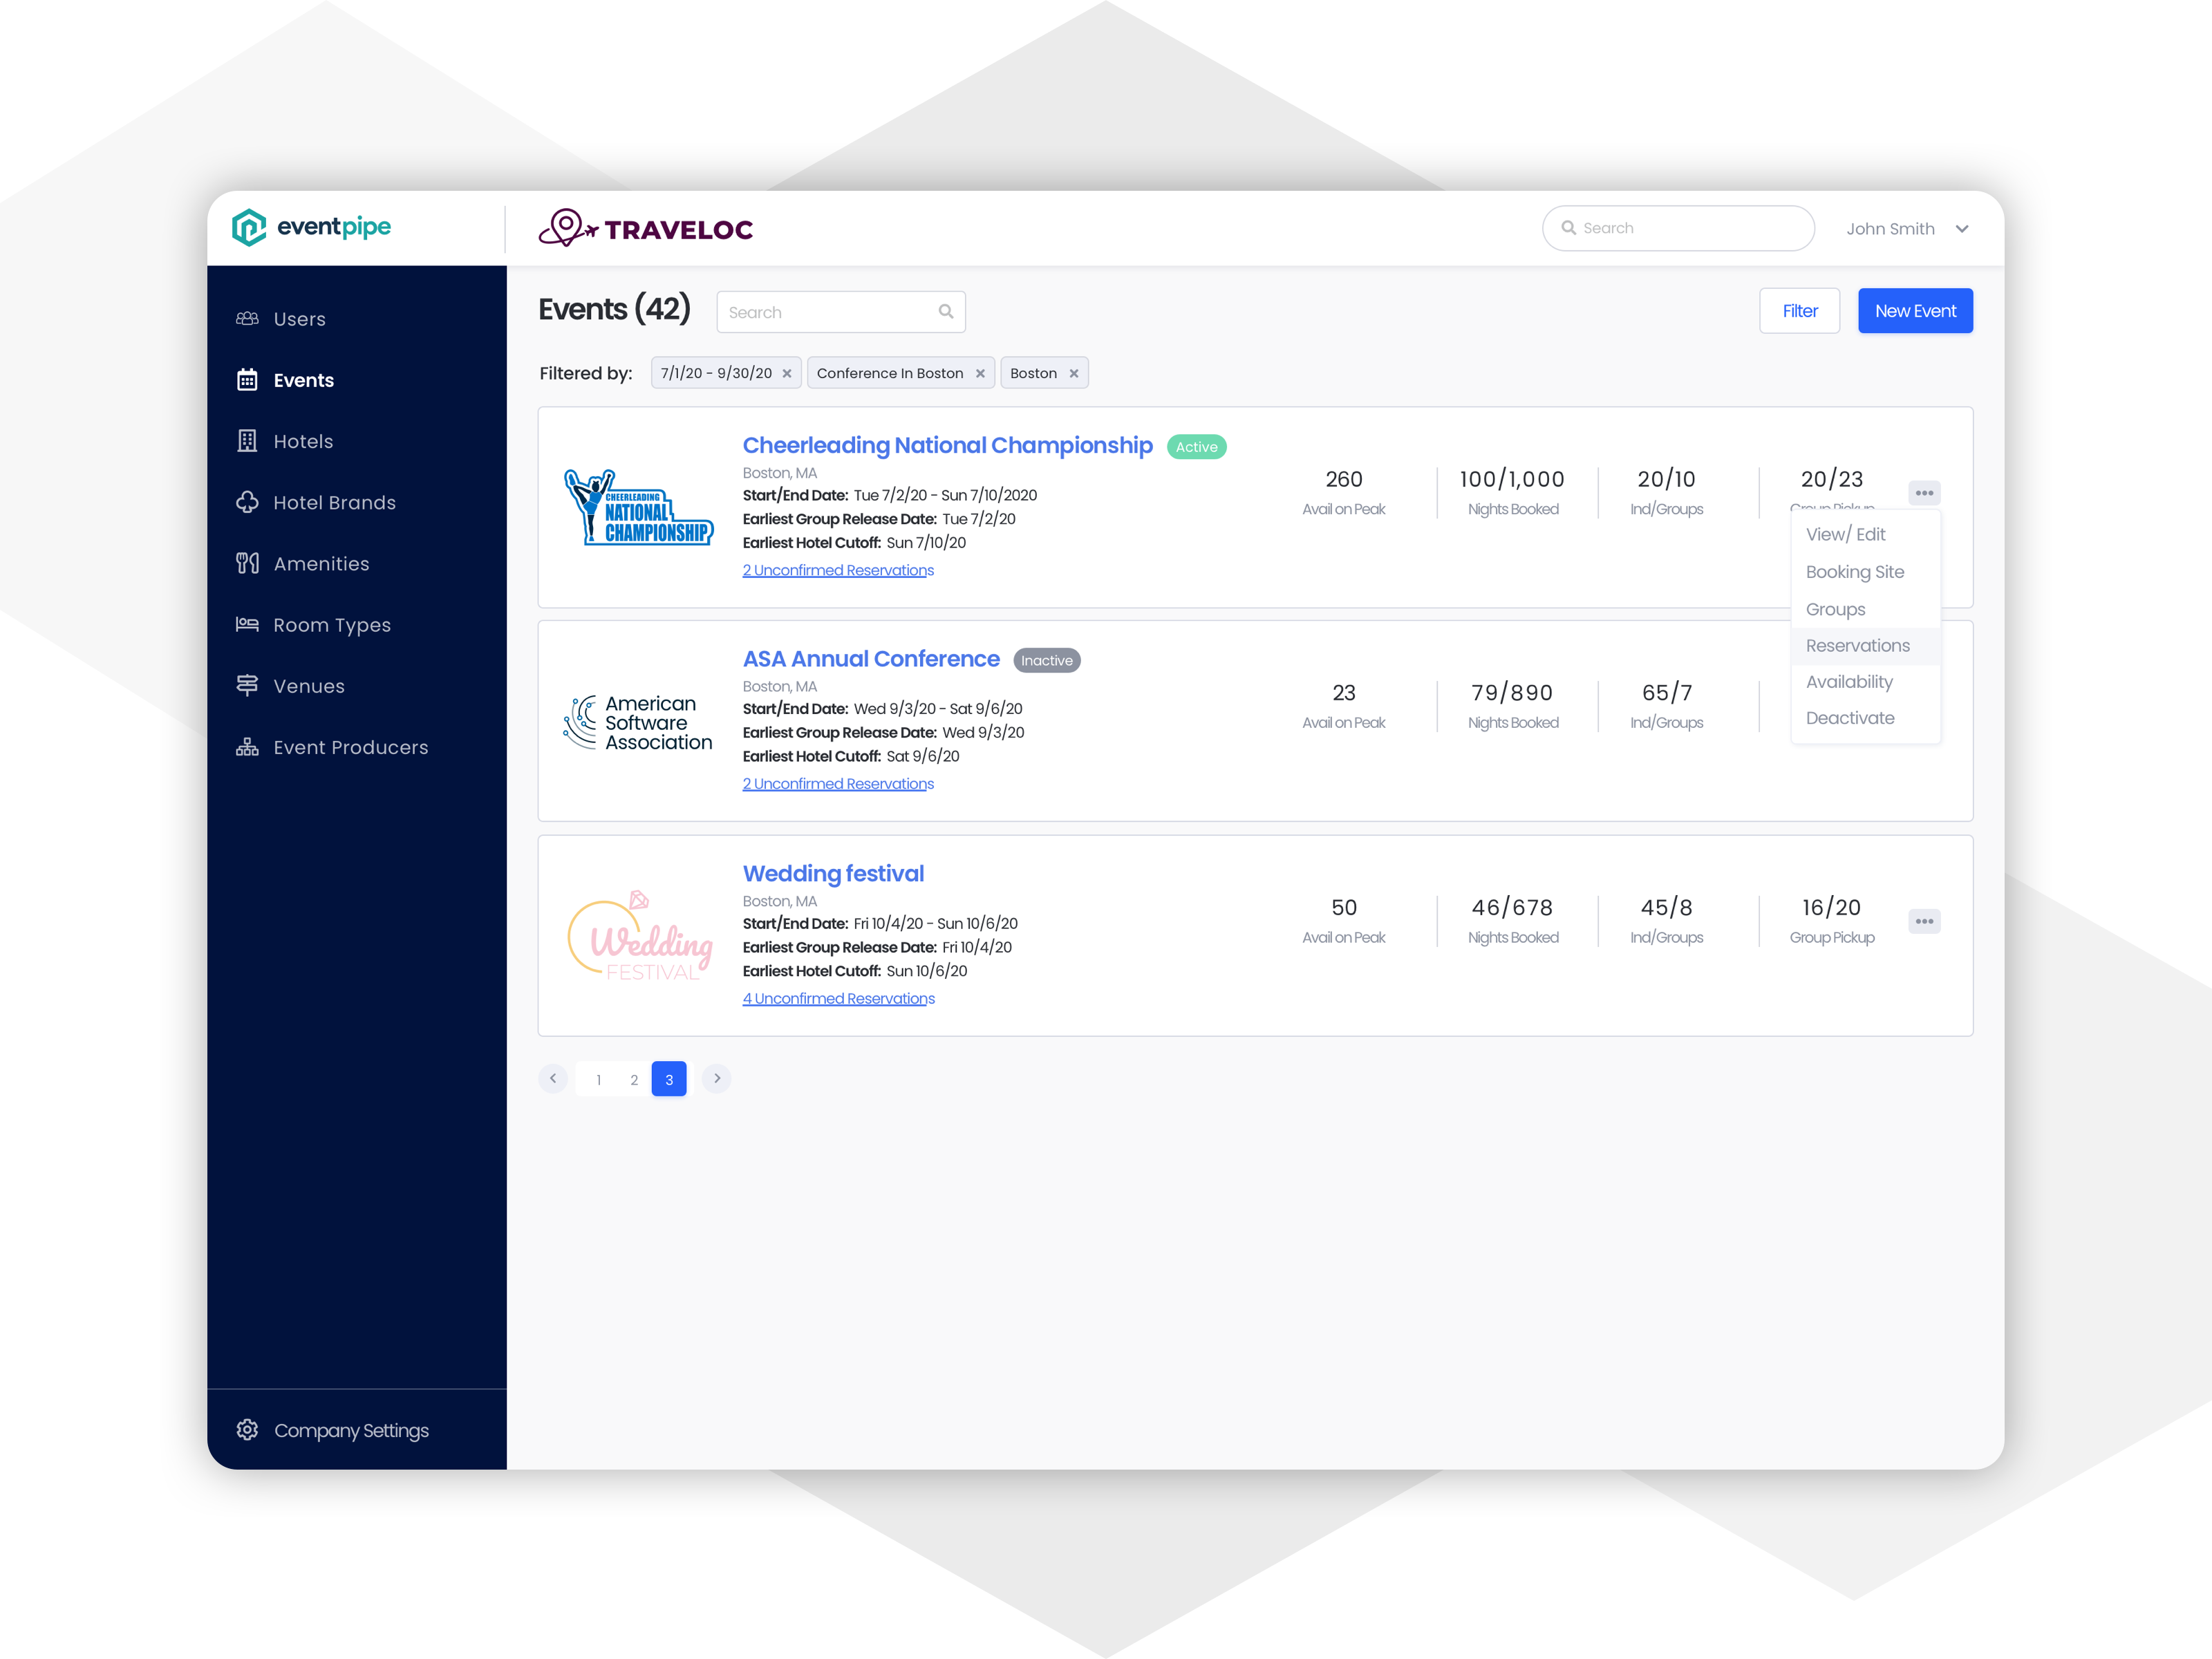 eventpipe
TRAVELOC
Search
John Smith
Users
Events
Hotels
Hotel Brands
Amenities
Room Types
Venues
Event Producers
Company Settings
Events (42)
Search
Filter
New Event
Filtered by:
7/1/20 - 9/30/20
Conference In Boston
Boston
CHEERLEADING
NATIONAL
CHAMPIONSHIP
Cheerleading National Championship Active
Boston, MA
Start/End Date: Tue 7/2/20 - Sun 7/10/2020
Earliest Group Release Date: Tue 7/2/20
Earliest Hotel Cutoff: Sun 7/10/20
2 Unconfirmed Reservations
260
Avail on Peak
100/1,000
Nights Booked
20/10
Ind/Groups
20/23
Group Pickup
View/ Edit
Booking Site
Groups
Reservations
Availability
Deactivate
American
Software
Association
ASA Annual Conference Inactive
Boston, MA
Start/End Date: Wed 9/3/20 - Sat 9/6/20
Earliest Group Release Date: Wed 9/3/20
Earliest Hotel Cutoff: Sat 9/6/20
2 Unconfirmed Reservations
23
Avail on Peak
79/890
Nights Booked
65/7
Ind/Groups
Wedding
FESTIVAL
Wedding festival
Boston, MA
Start/End Date: Fri 10/4/20 - Sun 10/6/20
Earliest Group Release Date: Fri 10/4/20
Earliest Hotel Cutoff: Sun 10/6/20
4 Unconfirmed Reservations
50
Avail on Peak
46/678
Nights Booked
45/8
Ind/Groups
16/20
Group Pickup
1 2 3